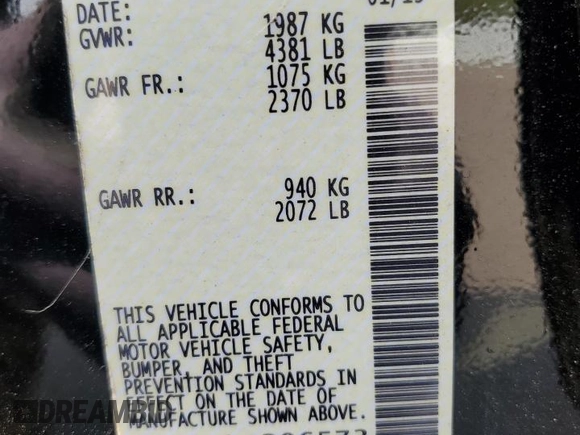 DATE:
GVWR: 1987 KG
4381 LB
GAWR FR.: 1075 KG
2370 LB
GAWR RR.: 940 KG
2072 LB
THIS VEHICLE CONFORMS TO
ALL APPLICABLE FEDERAL
MOTOR VEHICLE SAFETY,
BUMPER, AND THEFT
PREVENTION STANDARDS IN
EFFECT ON THE DATE OF
MANUFACTURE SHOWN ABOVE.
DREAMBID